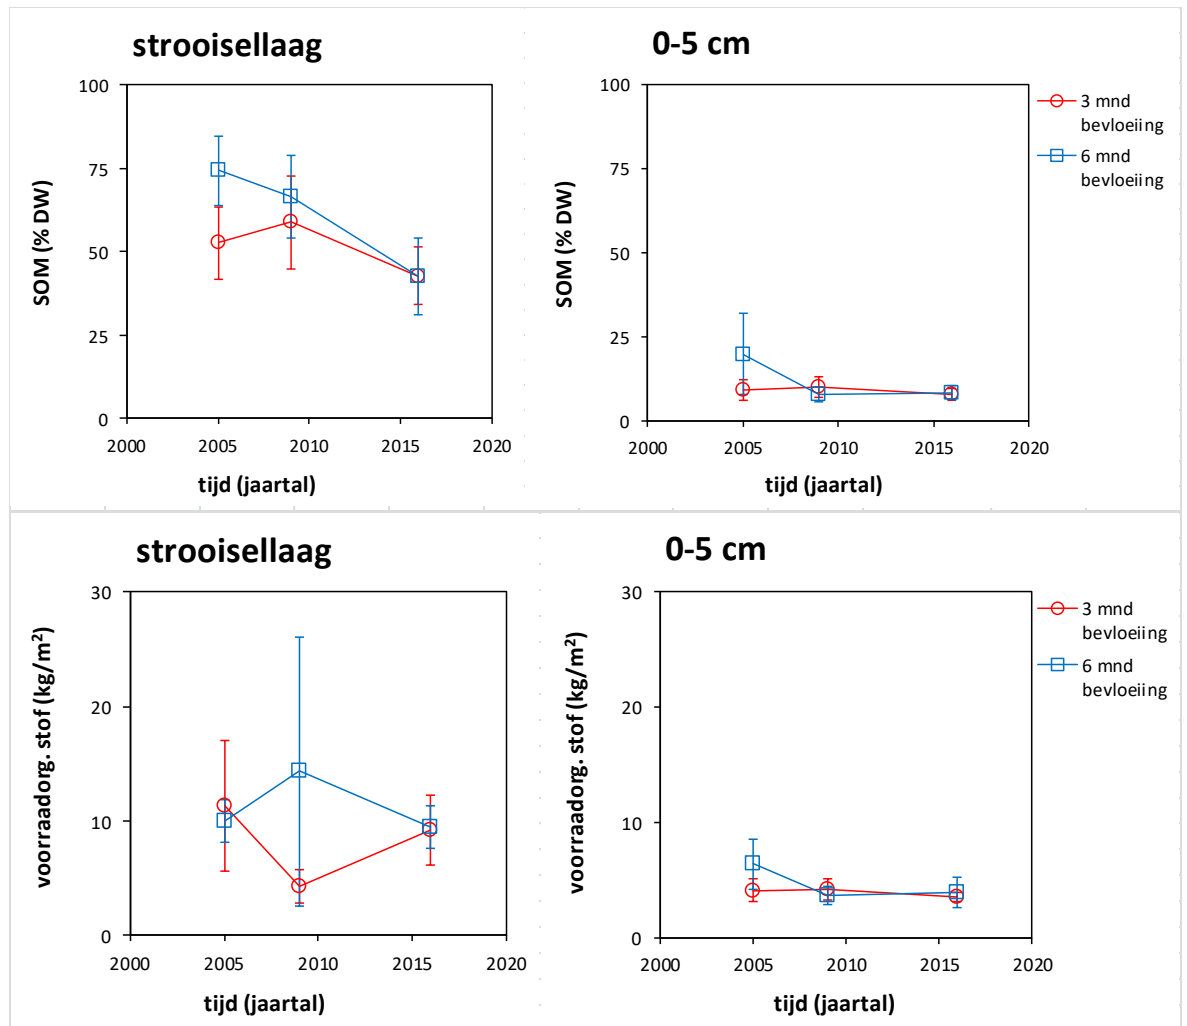 strooisellaag
SOM (% DW)
100
75
50
25
0
2000 2005 2010 2015 2020
tijd (jaartal)
0-5 cm
SOM (% DW)
100
75
50
25
0
2000 2005 2010 2015 2020
tijd (jaartal)
3 mnd
bevloeiing
6 mnd
bevloeiing
strooisellaag
voorraadorg. stof (kg/m²)
30
20
10
0
2000 2005 2010 2015 2020
tijd (jaartal)
0-5 cm
voorraadorg. stof (kg/m²)
30
20
10
0
2000 2005 2010 2015 2020
tijd (jaartal)
3 mnd
bevloeiing
6 mnd
bevloeiing